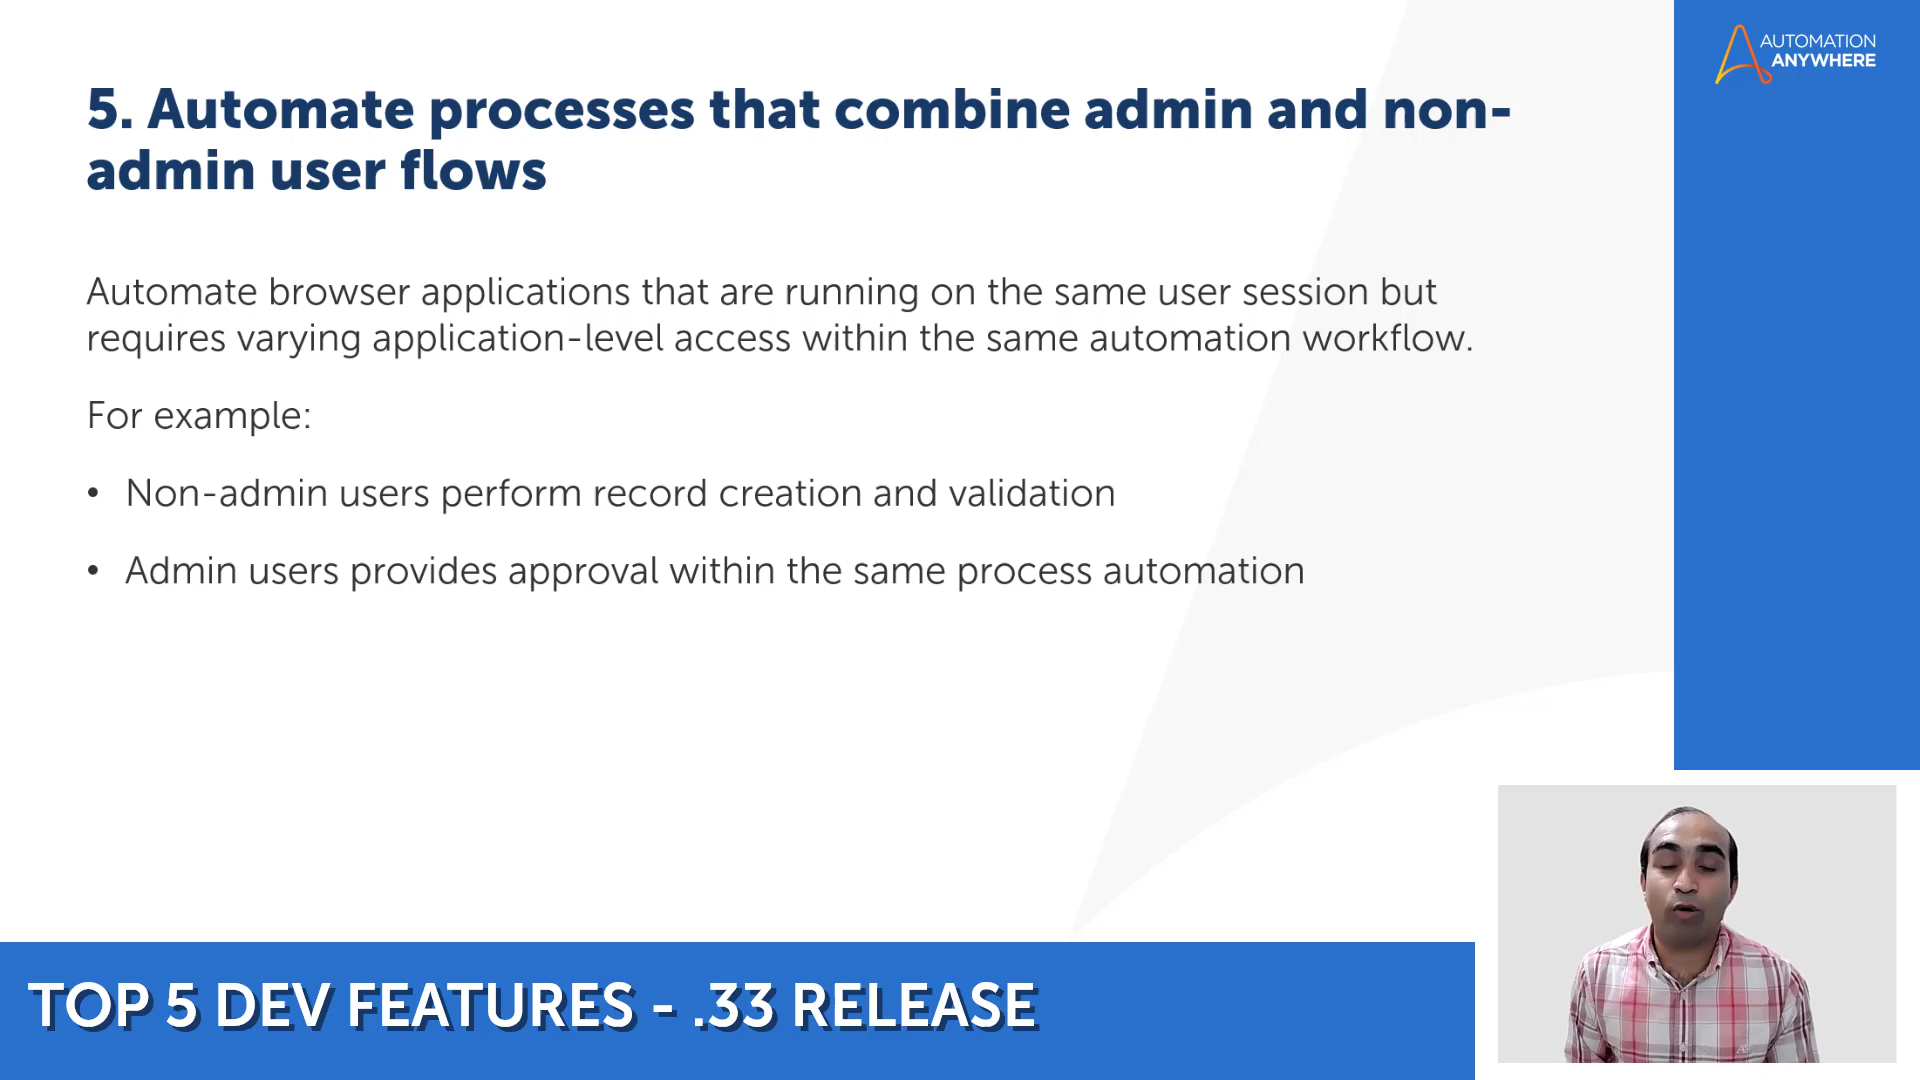 AUTOMATION
ANYWHERE
5. Automate processes that combine admin and non-
admin user flows
Automate browser applications that are running on the same user session but
requires varying application-level access within the same automation workflow.
For example:
• Non-admin users perform record creation and validation
• Admin users provides approval within the same process automation
TOP 5 DEV FEATURES - .33 RELEASE